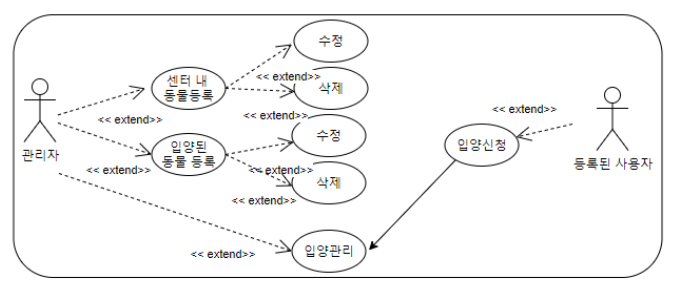 수정
<< extend>>
센터 내
동물등록
삭제
<< extend>>
<< extend>>
<< extend>>
수정
관리자
입양된
동물 등록
입양신청
등록된 사용자
<< extend>>
<< extend>>
삭제
<< extend>>
입양관리
<< extend>>